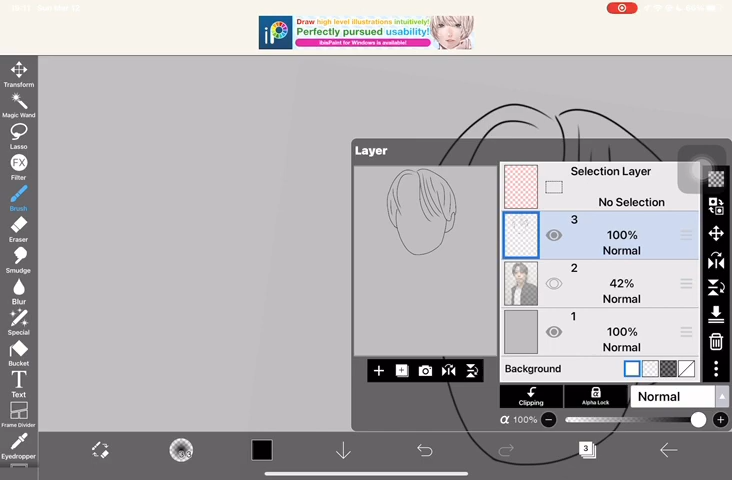 Draw high level illustrations intuitively!
Perfectly pursued usability!
ibisPaint for Windows is available!
Transform
Magic Wand
Lasso
FX
Filter
Brush
Eraser
Smudge
Blur
Special
Bucket
T
Text
Frame Divider
Eyedropper
Layer
Selection Layer
No Selection
3
100%
Normal
2
42%
Normal
1
100%
Normal
Background
Clipping
Alpha Lock
Normal
α 100%
3